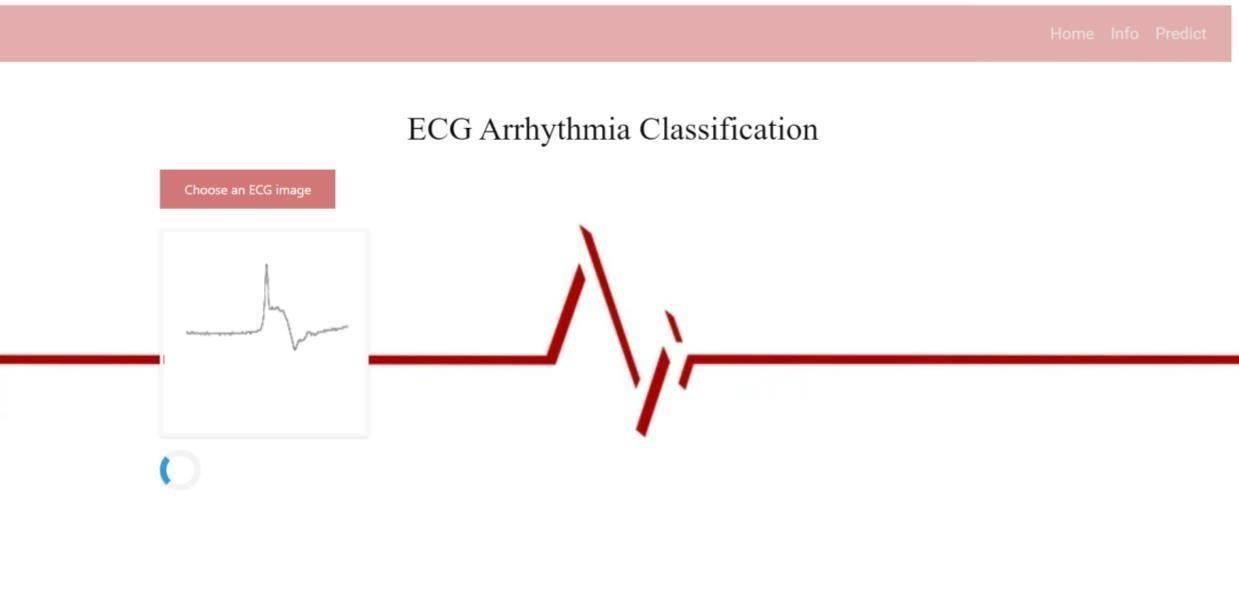 Home Info Predict
ECG Arrhythmia Classification
Choose an ECG image